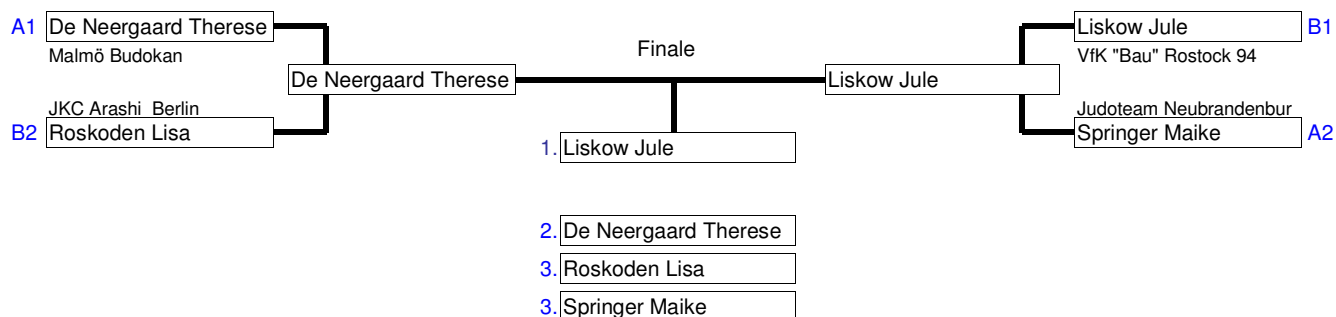 A1 De Neergaard Therese
Malmö Budokan
De Neergaard Therese
JKC Arashi Berlin
B2 Roskoden Lisa
Finale
Liskow Jule B1
VfK "Bau" Rostock 94
Liskow Jule
Judoteam Neubrandenbur
Springer Maike A2
1. Liskow Jule
2. De Neergaard Therese
3. Roskoden Lisa
3. Springer Maike